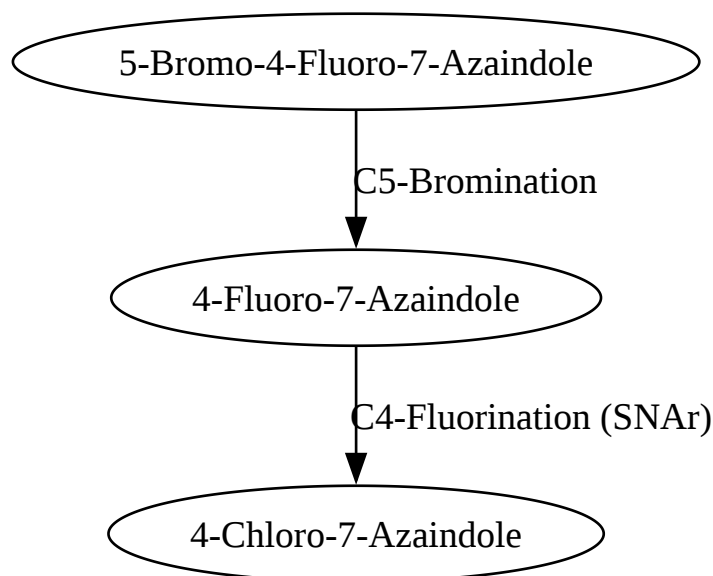 5-Bromo-4-Fluoro-7-Azaindole
C5-Bromination
4-Fluoro-7-Azaindole
C4-Fluorination (SNAr)
4-Chloro-7-Azaindole